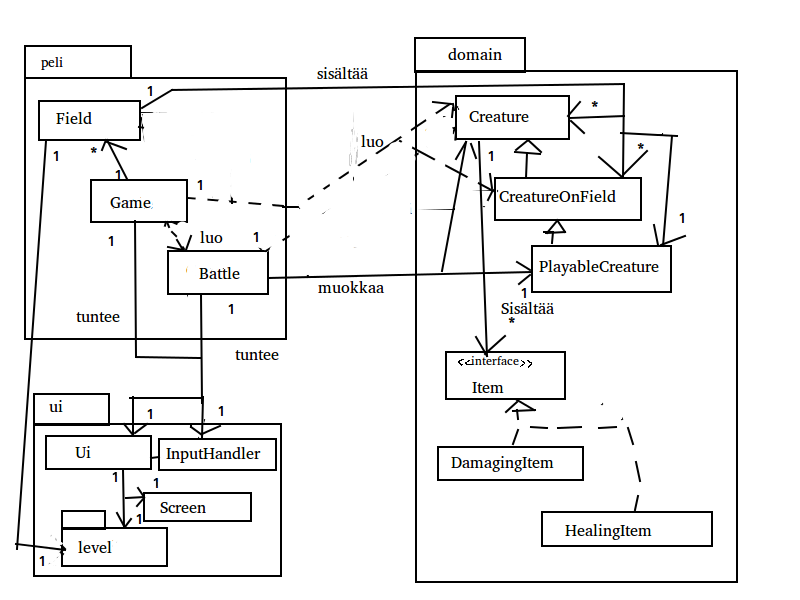 peli
domain
sisältää
1
Field
Creature
*
1
*
luo
1
*
1
1
Game
CreatureOnField
1
1
luo
1
Battle
PlayableCreature
muokkaa
1
1
Sisältää
tuntee
*
tuntee
<<interface>>
Item
ui
1
1
Ui
InputHandler
DamagingItem
1
1
Screen
1
HealingItem
level
1